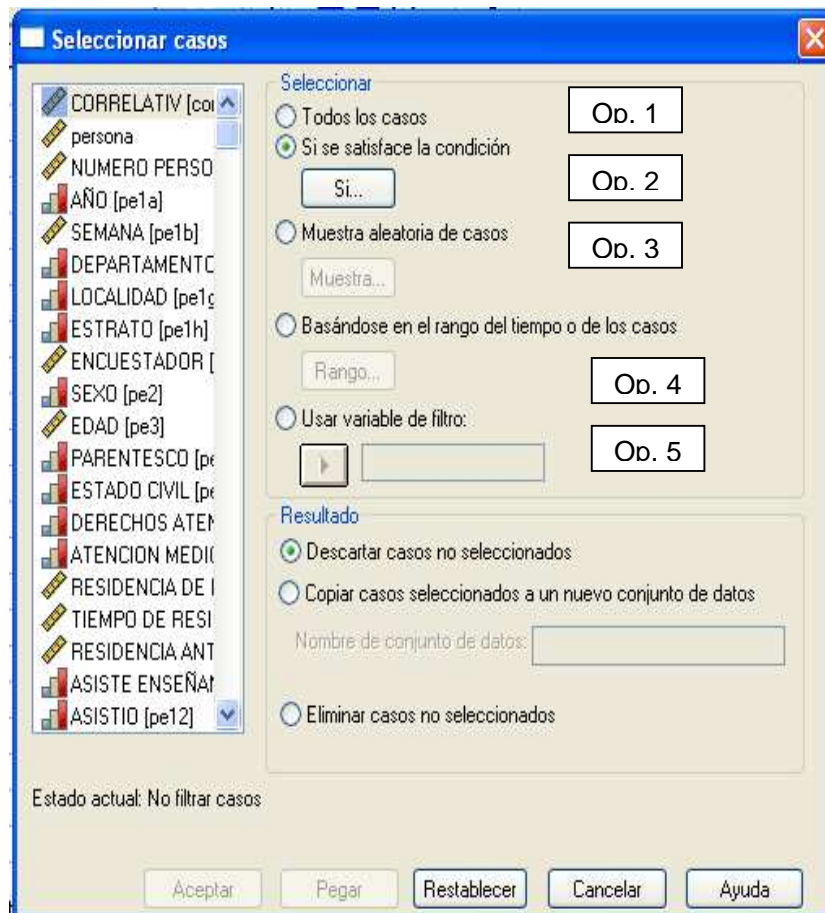 Seleccionar casos
CORRELATIV [cor
persona
NUMERO PERSO
AÑO [pe1a]
SEMANA [pe1b]
DEPARTAMENTO
LOCALIDAD [pe1g
ESTRATO [pe1h]
ENCUESTADOR [
SEXO [pe2]
EDAD [pe3]
PARENTESCO [pe
ESTADO CIVIL [pe
DERECHOS ATEN
ATENCION MEDI(
RESIDENCIA DE I
TIEMPO DE RESI
RESIDENCIA ANT
ASISTE ENSEÑAN
ASISTIO [pe12]
Seleccionar
Todos los casos
Op. 1
Si se satisface la condición
Si...
Op. 2
Muestra aleatoria de casos
Op. 3
Muestra...
Basándose en el rango del tiempo o de los casos
Rango...
Op. 4
Usar variable de filtro:
Op. 5
Resultado
Descartar casos no seleccionados
Copiar casos seleccionados a un nuevo conjunto de datos
Nombre de conjunto de datos:
Eliminar casos no seleccionados
Estado actual: No filtrar casos
Aceptar
Pegar
Restablecer
Cancelar
Ayuda